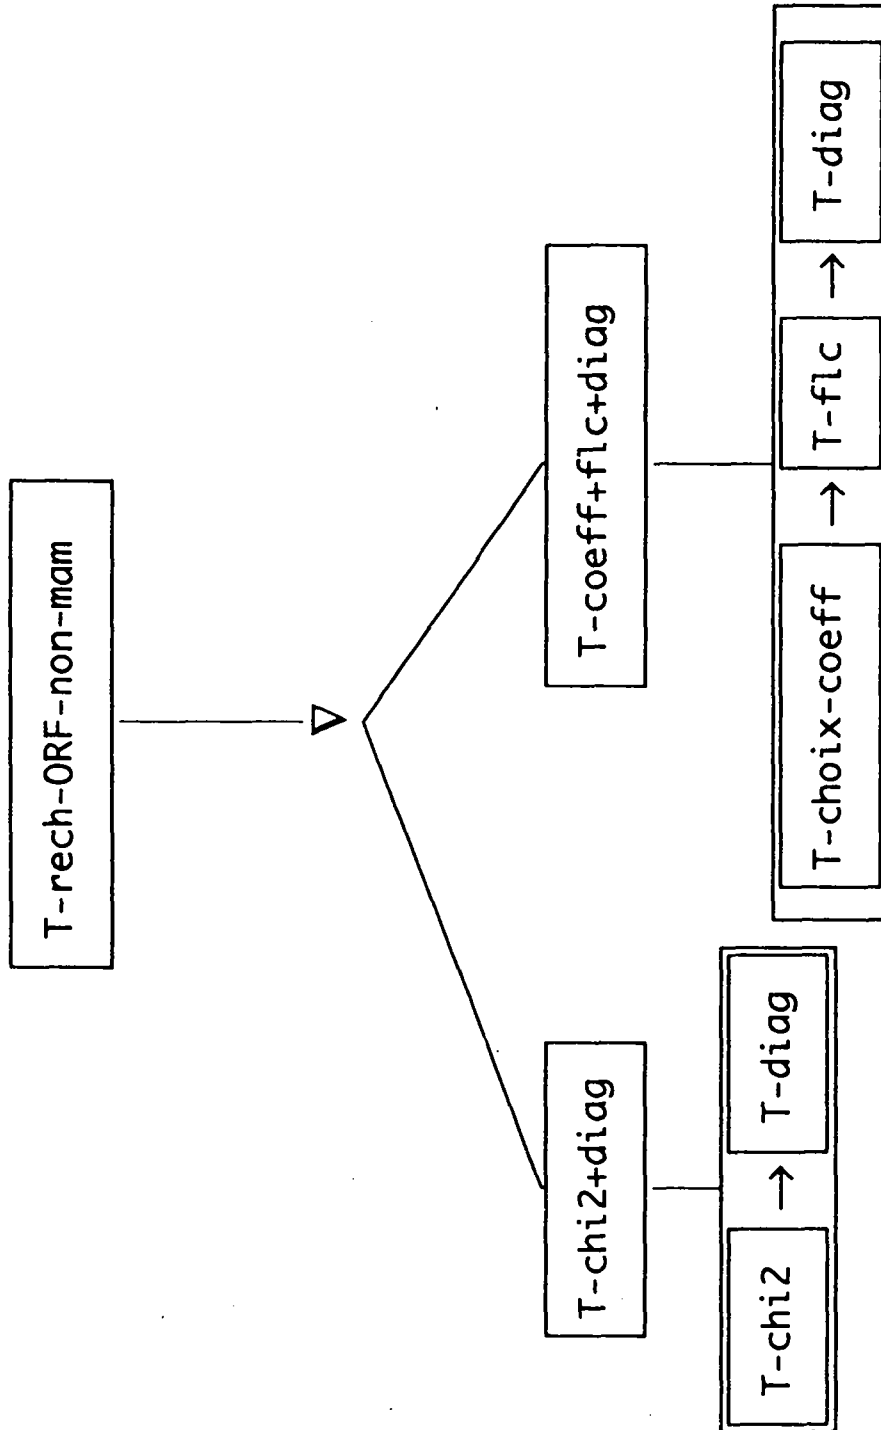 T-rech-ORF-non-mam
T-chi2+diag
T-coeff+flc+diag
T-chi2 → T-diag
T-choix-coeff → T-flc → T-diag